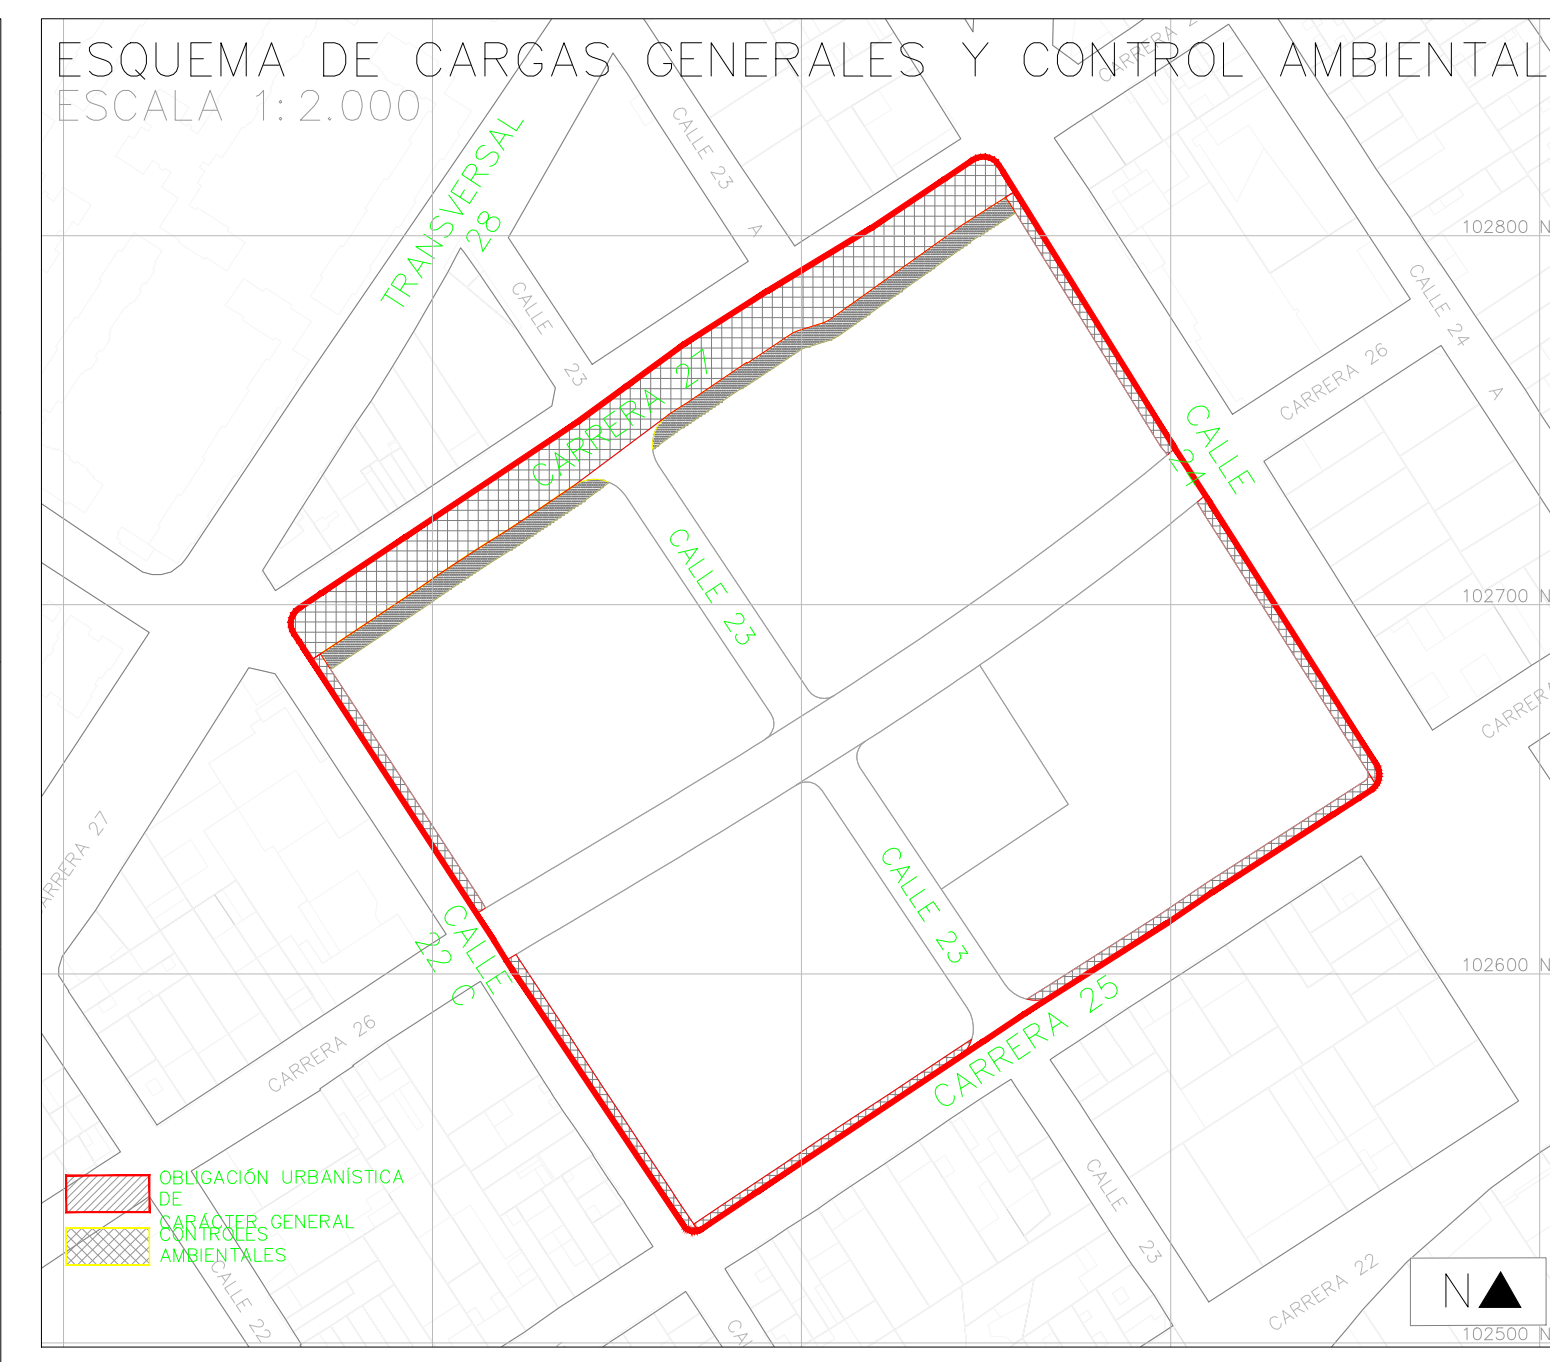 ESQUEMA DE CARGAS GENERALES Y CONTROL AMBIENTAL
ESCALA 1:2.000
CALLE 23
A
TRANSVERSAL
28
CALLE
23
102800 N
CALLE 24
A
CARRERA 26
CARRERA 27
CALLE
24
CALLE 23
102700 N
CARRERA
CARRERA 27
CALLE
22 C
CALLE 23
102600 N
CARRERA 25
CARRERA 26
OBLIGACIÓN URBANÍSTICA
DE
CARÁCTER GENERAL
CONTROLES
AMBIENTALES
CALLE 22
CALLE
23
CARRERA 22
N
102500 N